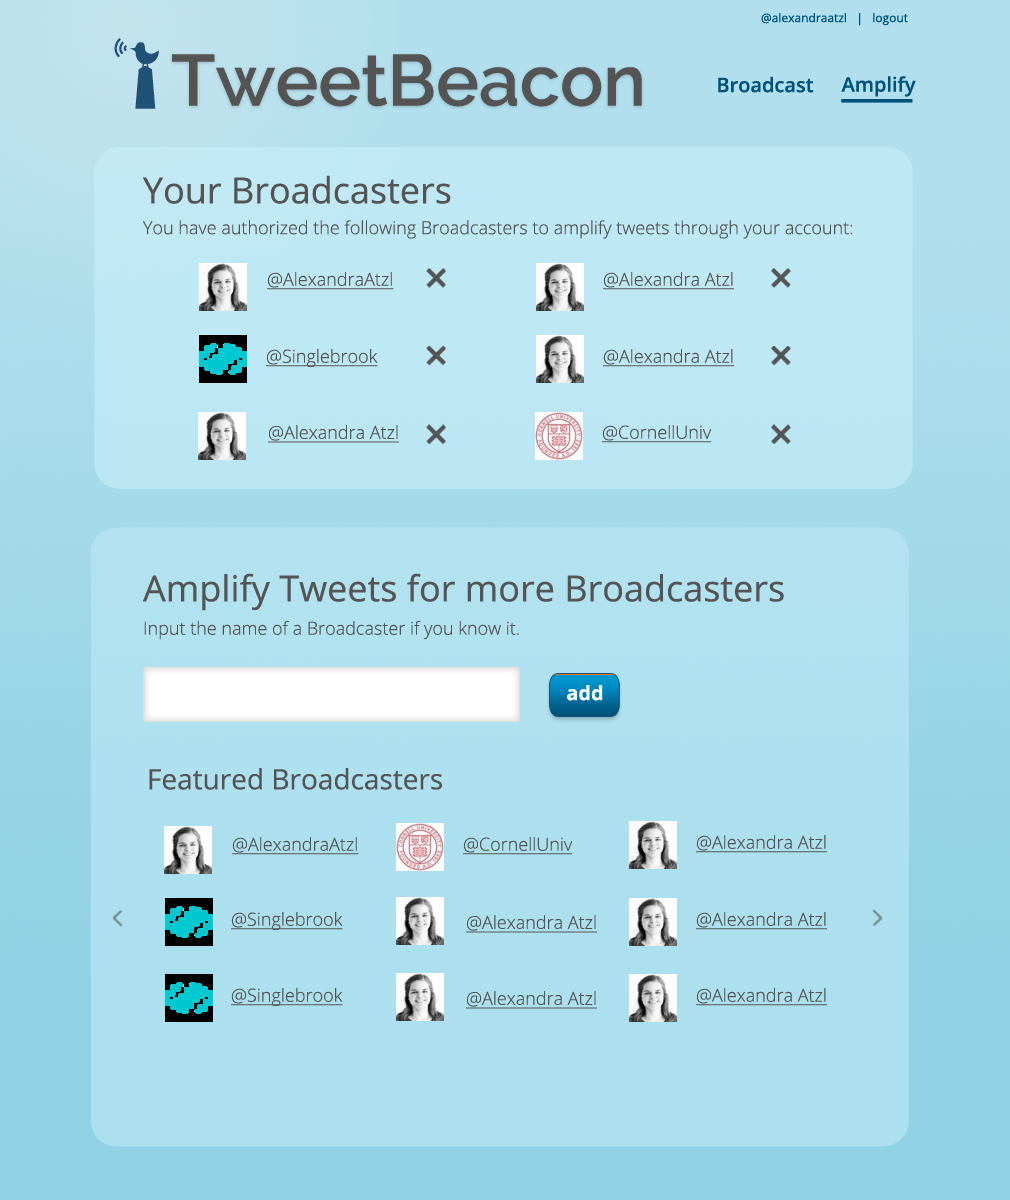 @alexandraatzl | logout
TweetBeacon
Broadcast Amplify
Your Broadcasters
You have authorized the following Broadcasters to amplify tweets through your account:
@AlexandraAtzl @Alexandra Atzl
@Singlebrook @Alexandra Atzl
@Alexandra Atzl @CornellUniv
Amplify Tweets for more Broadcasters
Input the name of a Broadcaster if you know it.
add
Featured Broadcasters
@AlexandraAtzl @CornellUniv @Alexandra Atzl
@Singlebrook @Alexandra Atzl @Alexandra Atzl
@Singlebrook @Alexandra Atzl @Alexandra Atzl